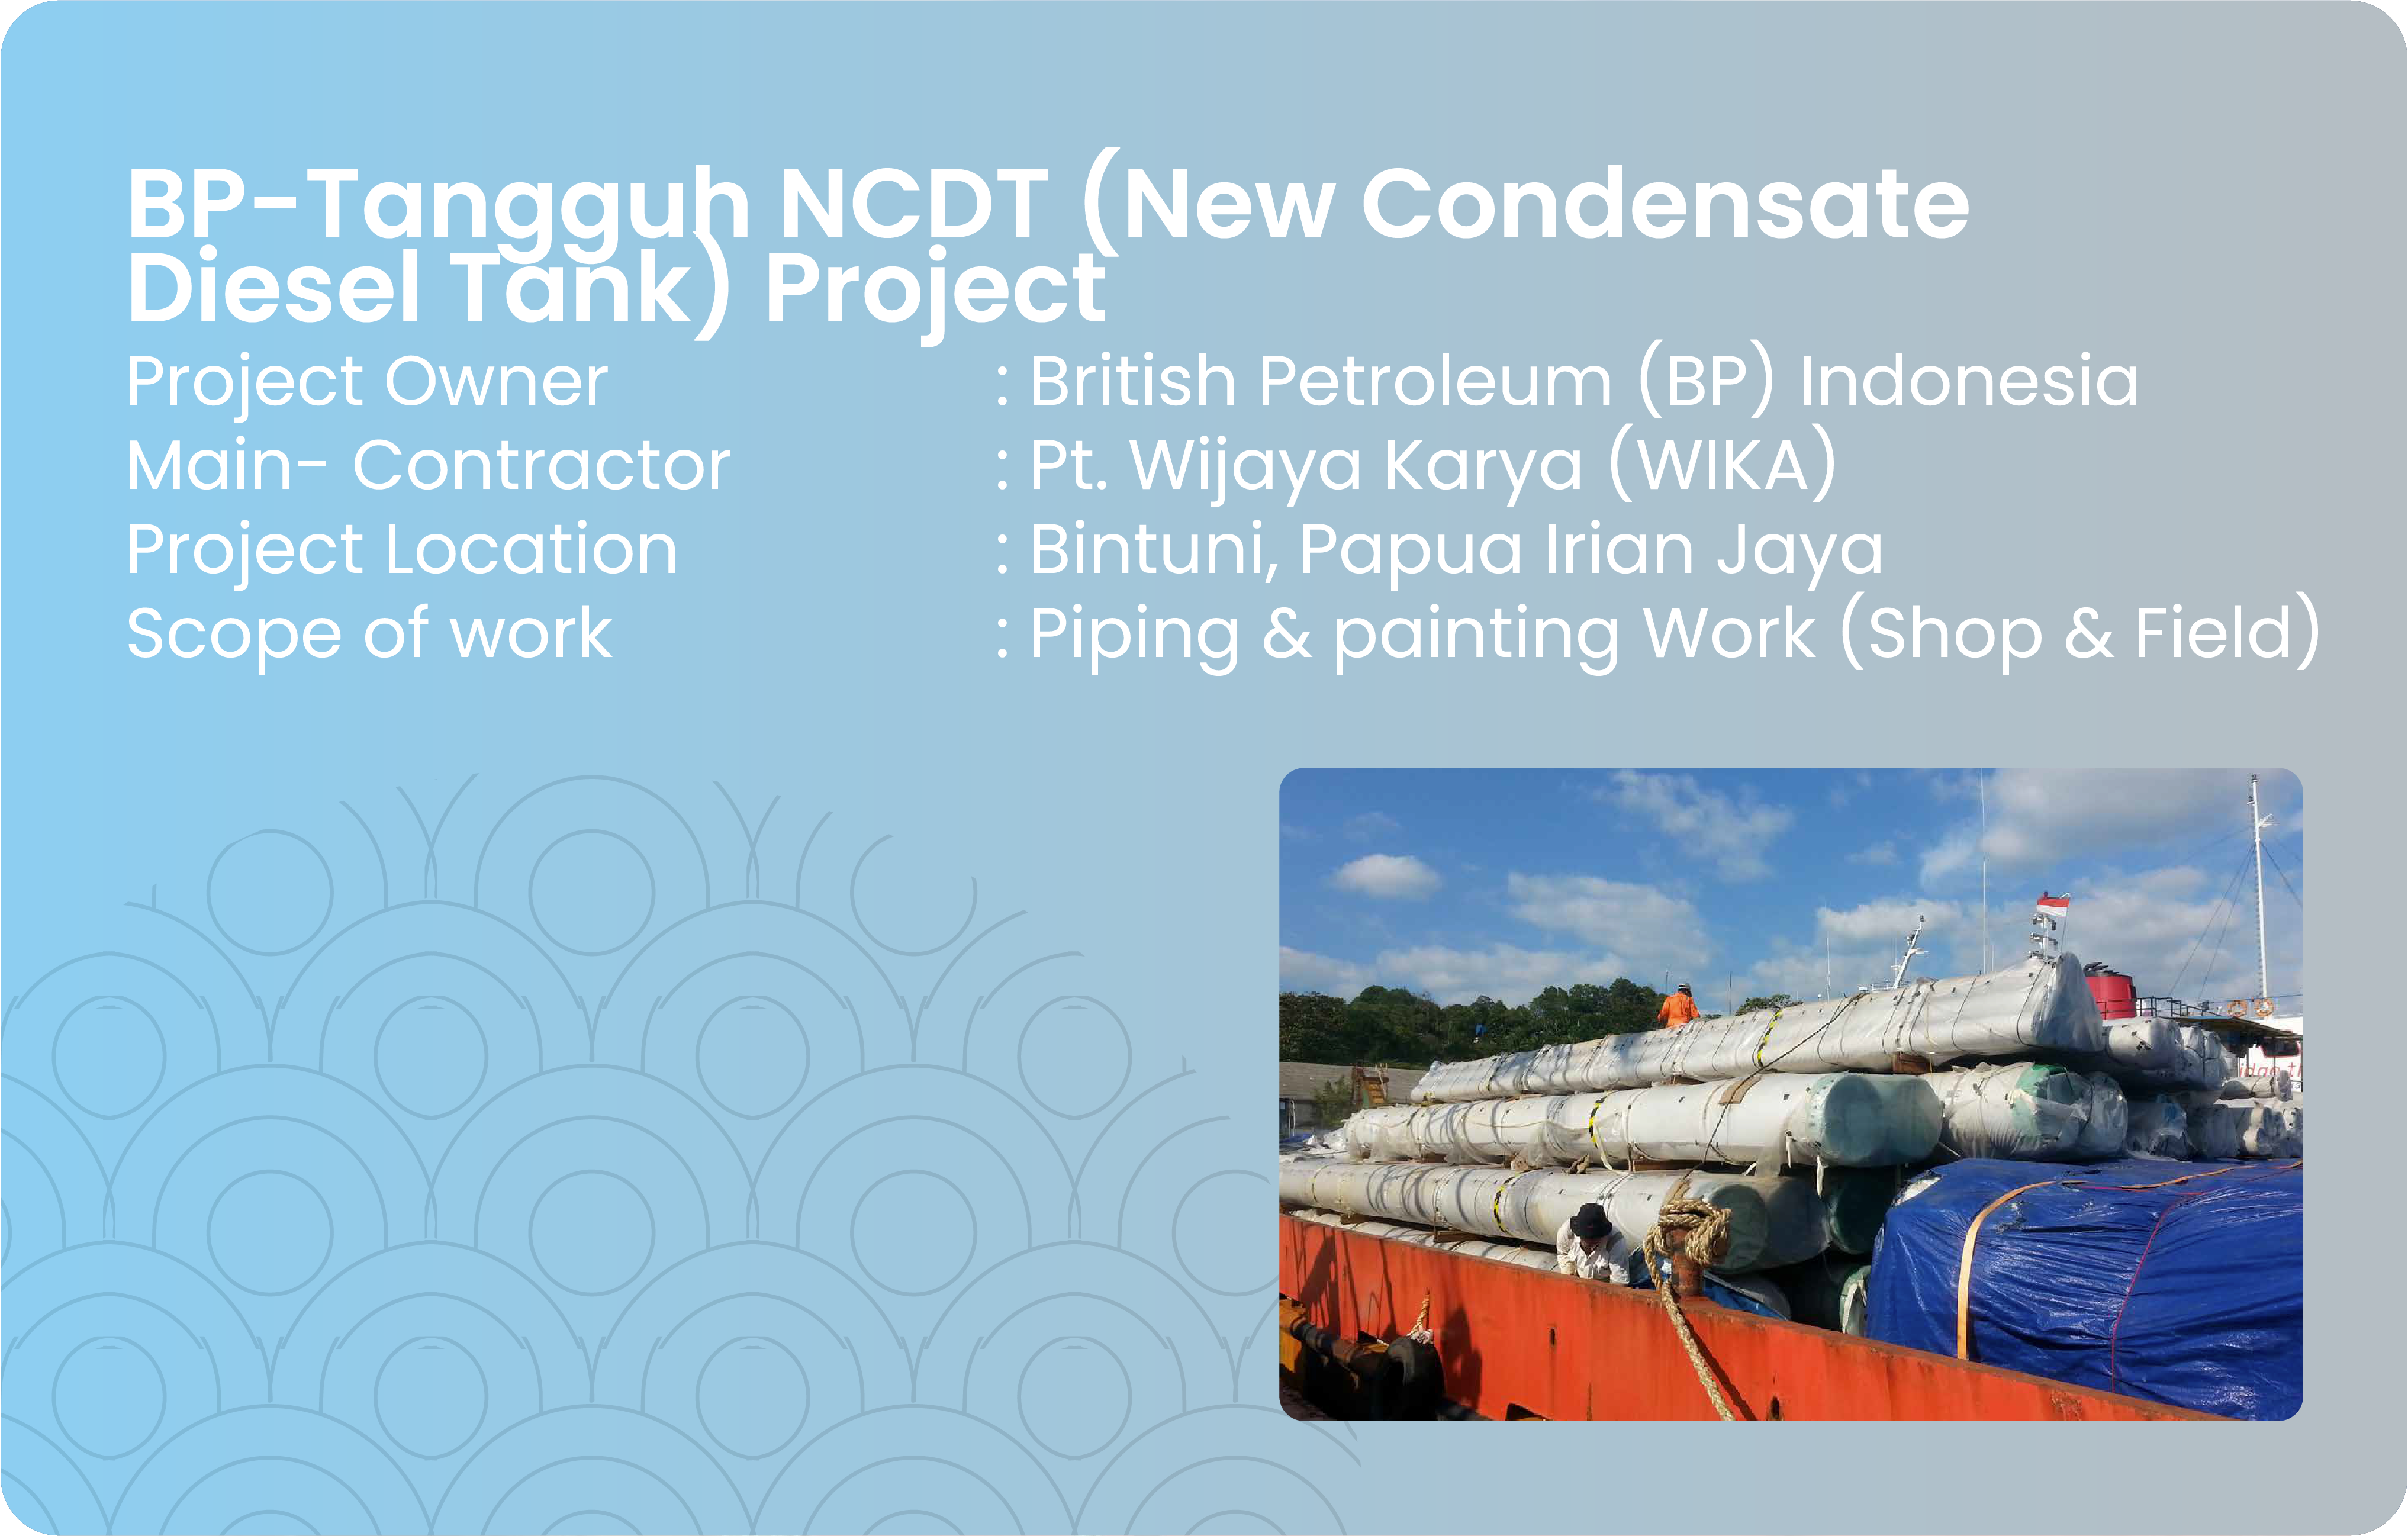 BP-Tangguh NCDT (New Condensate
Diesel Tank) Project
Project Owner : British Petroleum (BP) Indonesia
Main- Contractor : Pt. Wijaya Karya (WIKA)
Project Location : Bintuni, Papua Irian Jaya
Scope of work : Piping & painting Work (Shop & Field)